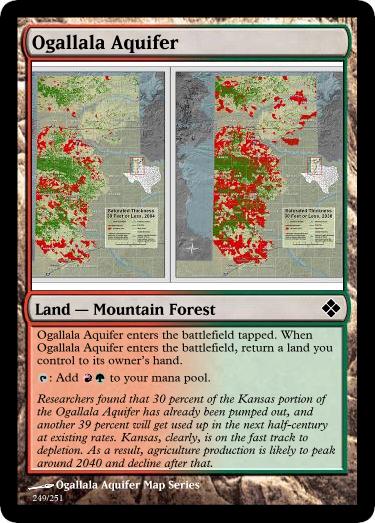 Ogallala Aquifer
Saturated Thickness
30 Feet or Less, 2004
Saturated Thickness
30 Feet or Less, 2030
Land — Mountain Forest
Ogallala Aquifer enters the battlefield tapped. When
Ogallala Aquifer enters the battlefield, return a land you
control to its owner's hand.
: Add to your mana pool.
Researchers found that 30 percent of the Kansas portion of
the Ogallala Aquifer has already been pumped out, and
another 39 percent will get used up in the next half-century
at existing rates. Kansas, clearly, is on the fast track to
depletion. As a result, agriculture production is likely to peak
around 2040 and decline after that.
Ogallala Aquifer Map Series
249/251